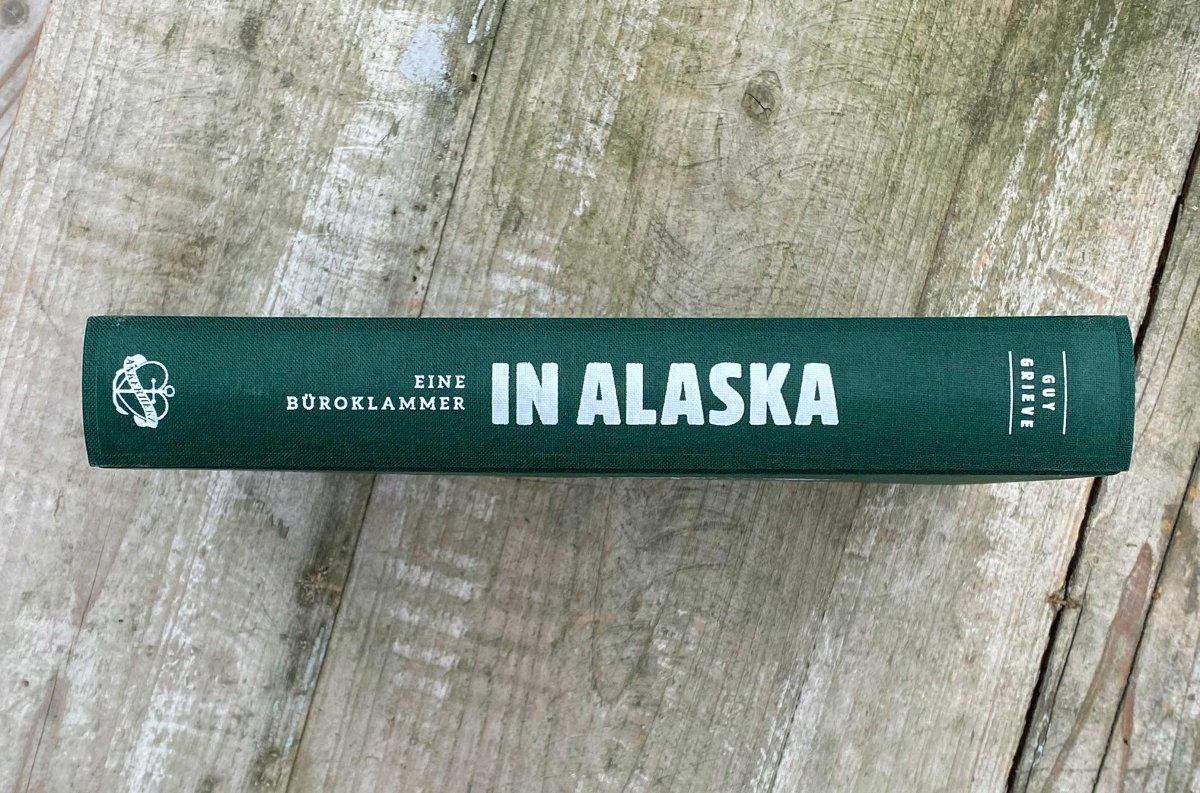 EINE
BÜROKLAMMER
IN ALASKA
GUY
GRIEVE